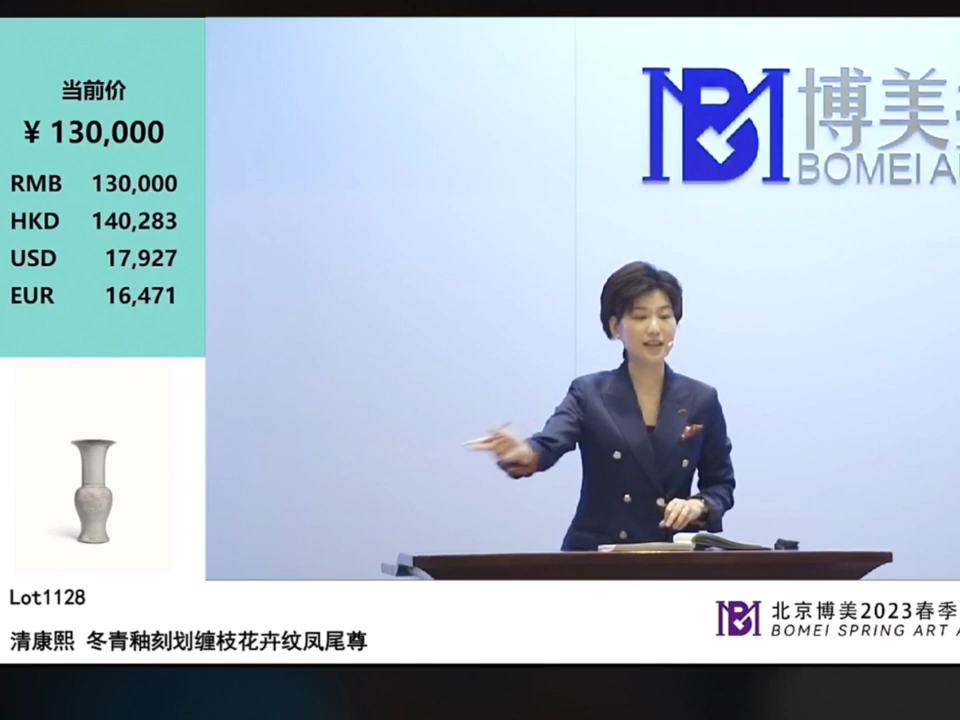 当前价
¥ 130,000
RMB 130,000
HKD 140,283
USD 17,927
EUR 16,471
博美
BOMEI
Lot1128
清康熙 冬青釉刻划缠枝花卉纹凤尾尊
北京博美2023春季
BOMEI SPRING ART